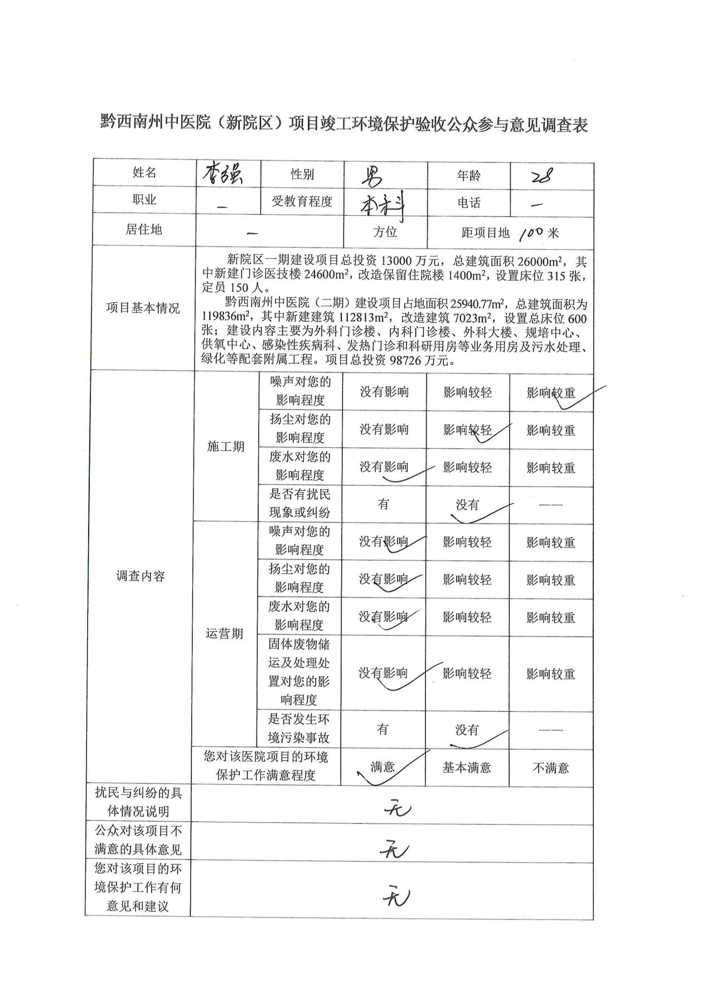 黔西南州中医院（新院区）项目竣工环境保护验收公众参与意见调查表
姓名 李强 性别 男 年龄 28
职业 — 受教育程度 本科 电话 —
居住地 — 方位 距项目地 100 米
项目基本情况
新院区一期建设项目总投资 13000 万元，总建筑面积 26000m²，其
中新建门诊医技楼 24600m²，改造保留住院楼 1400m²，设置床位 315 张，
定员 150 人。
黔西南州中医院（二期）建设项目占地面积 25940.77m²，总建筑面积为
119836m²，其中新建建筑 112813m²，改造建筑 7023m²，设置总床位 600
张；建设内容主要为外科门诊楼、内科门诊楼、外科大楼、规培中心、
供氧中心、感染性疾病科、发热门诊和科研用房等业务用房及污水处理、
绿化等配套附属工程。项目总投资 98726 万元。
调查内容
施工期
噪声对您的
影响程度
没有影响 影响较轻 影响较重 ✓
扬尘对您的
影响程度
没有影响 影响较轻 ✓ 影响较重
废水对您的
影响程度
没有影响 ✓ 影响较轻 影响较重
是否有扰民
现象或纠纷
有 没有 ✓ ——
运营期
噪声对您的
影响程度
没有影响 ✓ 影响较轻 影响较重
扬尘对您的
影响程度
没有影响 ✓ 影响较轻 影响较重
废水对您的
影响程度
没有影响 ✓ 影响较轻 影响较重
固体废物储
运及处理处
置对您的影
响程度
没有影响 ✓ 影响较轻 影响较重
是否发生环
境污染事故
有 没有 ✓ ——
您对该医院项目的环境
保护工作满意程度
满意 ✓ 基本满意 不满意
扰民与纠纷的具
体情况说明
无
公众对该项目不
满意的具体意见
无
您对该项目的环
境保护工作有何
意见和建议
无